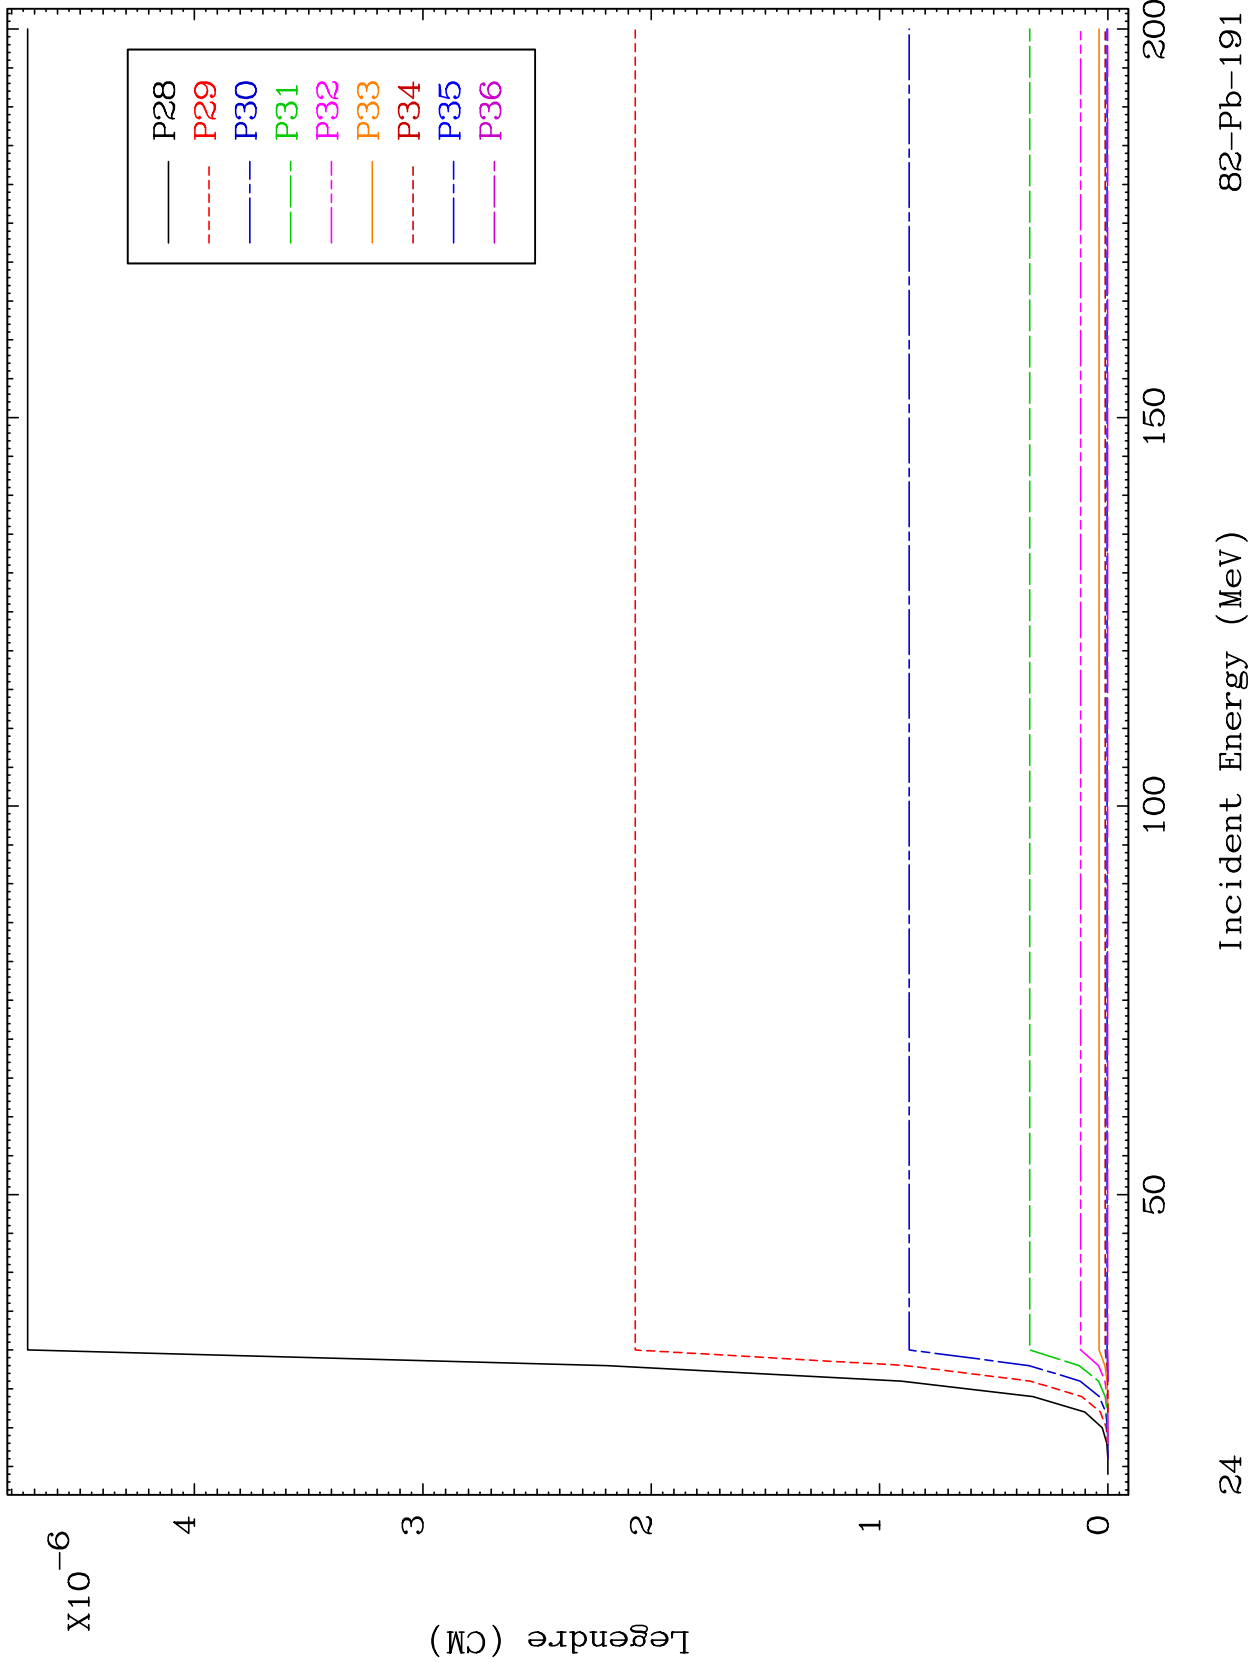 X10-6
Legendre (CM)
4
3
2
1
0
P28
P29
P30
P31
P32
P33
P34
P35
P36
50
100
150
200
Incident Energy (MeV)
24
82-Pb-191